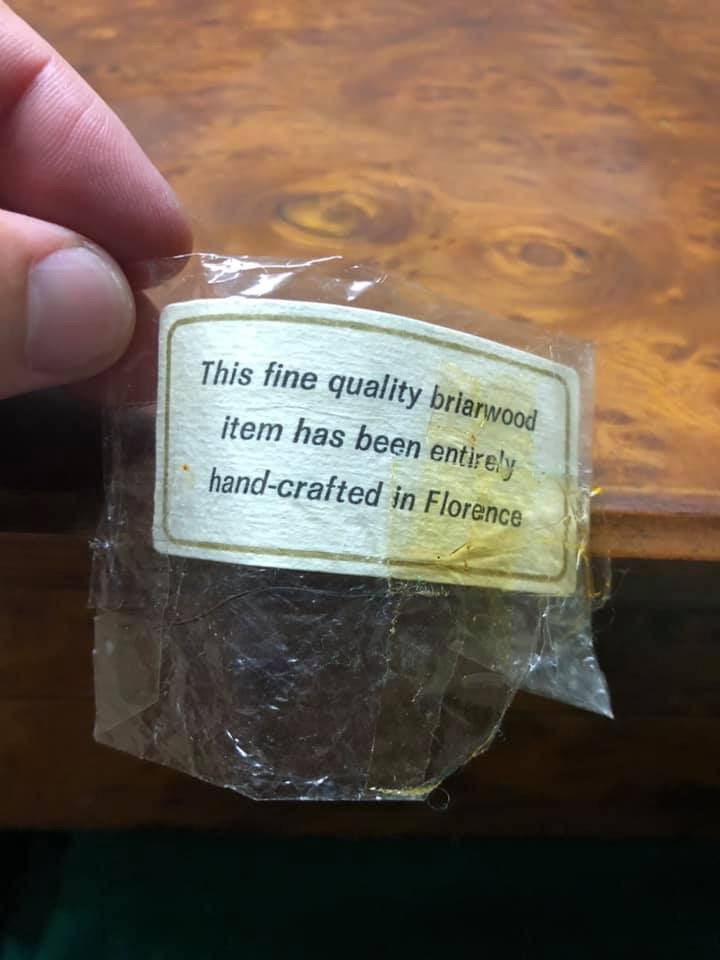 This fine quality briarwood
item has been entirely
hand-crafted in Florence